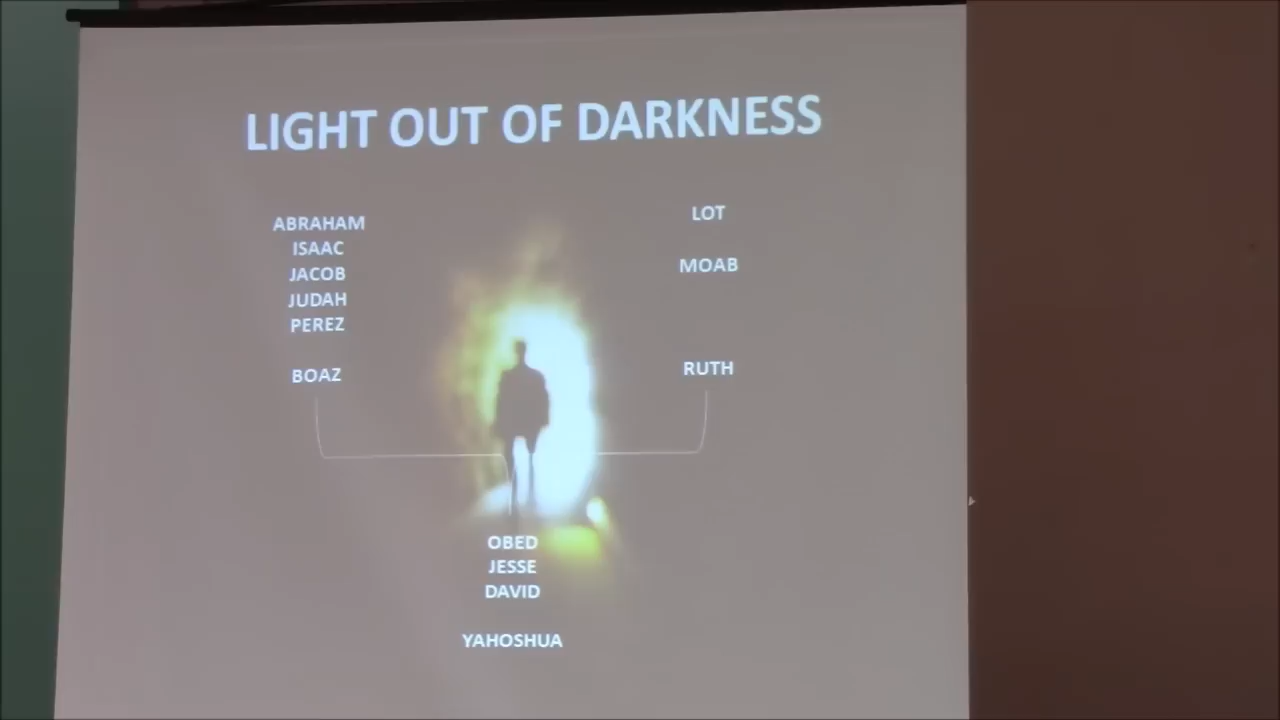 LIGHT OUT OF DARKNESS
ABRAHAM
ISAAC
JACOB
JUDAH
PEREZ
BOAZ
LOT
MOAB
RUTH
OBED
JESSE
DAVID
YAHOSHUA